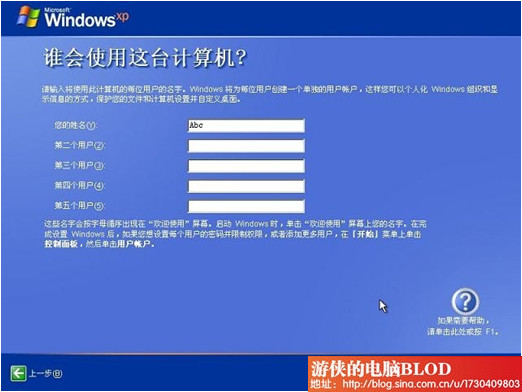 Microsoft
Windows xp
谁会使用这台计算机?
请输入将使用此计算机的每位用户的名字。Windows 将为每位用户创建一个单独的用户帐户，这样您可以个人化 Windows 组织和显
示信息的方式，保护您的文件和计算机设置并自定义桌面。
您的姓名(Y): Abc
第二个用户(2):
第三个用户(3):
第四个用户(4):
第五个用户(5):
这些名字会按字母顺序出现在“欢迎使用”屏幕。启动 Windows 时，单击“欢迎使用”屏幕上您的名字。在完
成设置 Windows 后，如果您想设置每个用户的密码并限制权限，或者添加更多用户，在【开始】菜单上单击
控制面板，然后单击用户帐户。
如果需要帮助，
请单击此处或按 F1。
上一步(B)
游侠的电脑BLOD
地址：http://blog.sina.com.cn/u/1730409803